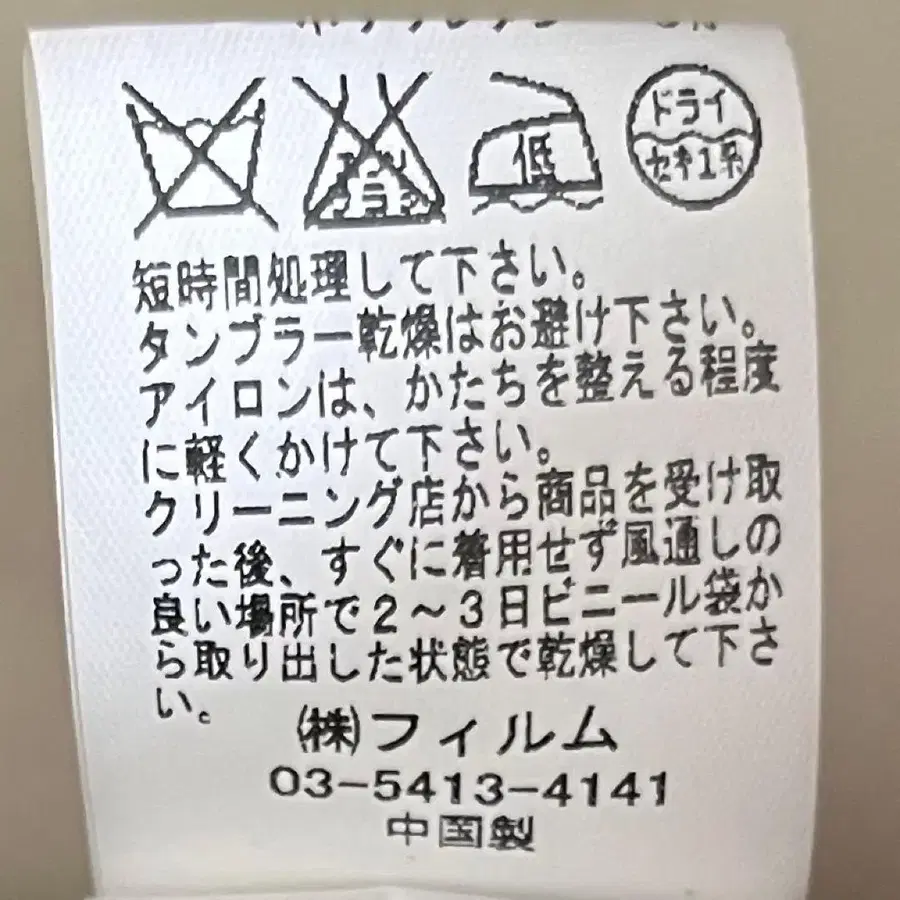 低
ドライ
セキユ系
短時間処理して下さい。
タンブラー乾燥はお避け下さい。
アイロンは、かたちを整える程度
に軽くかけて下さい。
クリーニング店から商品を受け取
った後、すぐに着用せず風通しの
良い場所で2〜3日ビニール袋か
ら取り出した状態で乾燥して下さ
い。
㈱フィルム
03-5413-4141
中国製